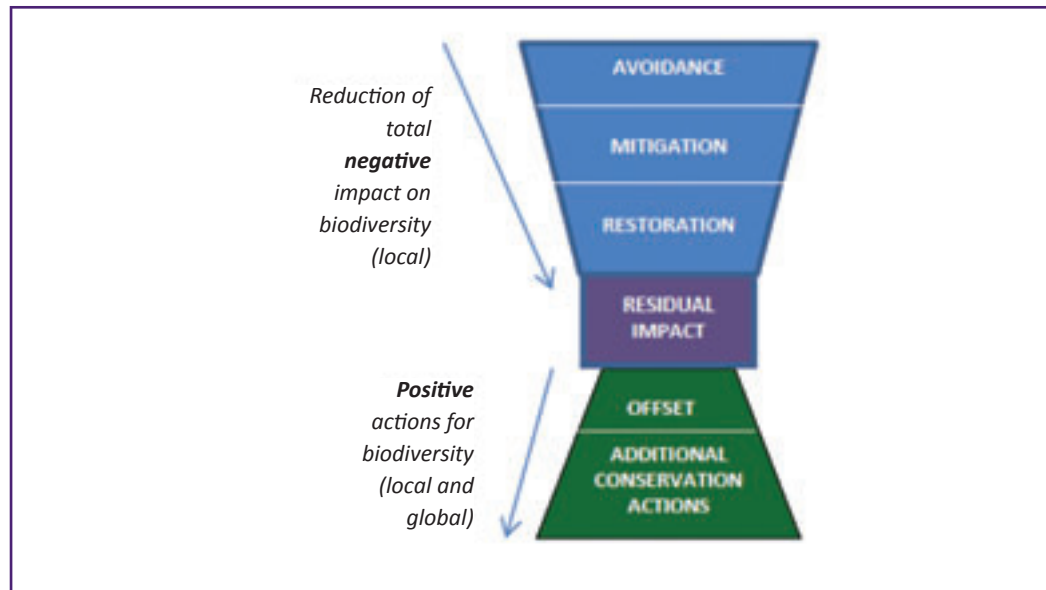 Reduction of
total
negative
impact on
biodiversity
(local)
AVOIDANCE
MITIGATION
RESTORATION
RESIDUAL
IMPACT
Positive
actions for
biodiversity
(local and
global)
OFFSET
ADDITIONAL
CONSERVATION
ACTIONS